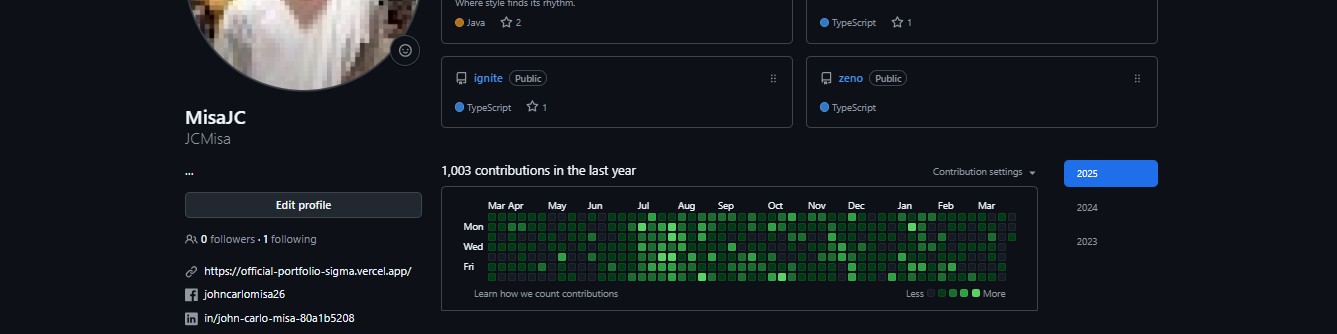 Where style finds its rhythm.
Java 2
TypeScript 1
ignite Public
TypeScript 1
zeno Public
TypeScript
MisaJC
JCMisa
...
Edit profile
0 followers · 1 following
https://official-portfolio-sigma.vercel.app/
johncarlomisa26
in/john-carlo-misa-80a1b5208
1,003 contributions in the last year
Contribution settings
Mar Apr May Jun Jul Aug Sep Oct Nov Dec Jan Feb Mar
Mon
Wed
Fri
Learn how we count contributions
Less More
2025
2024
2023